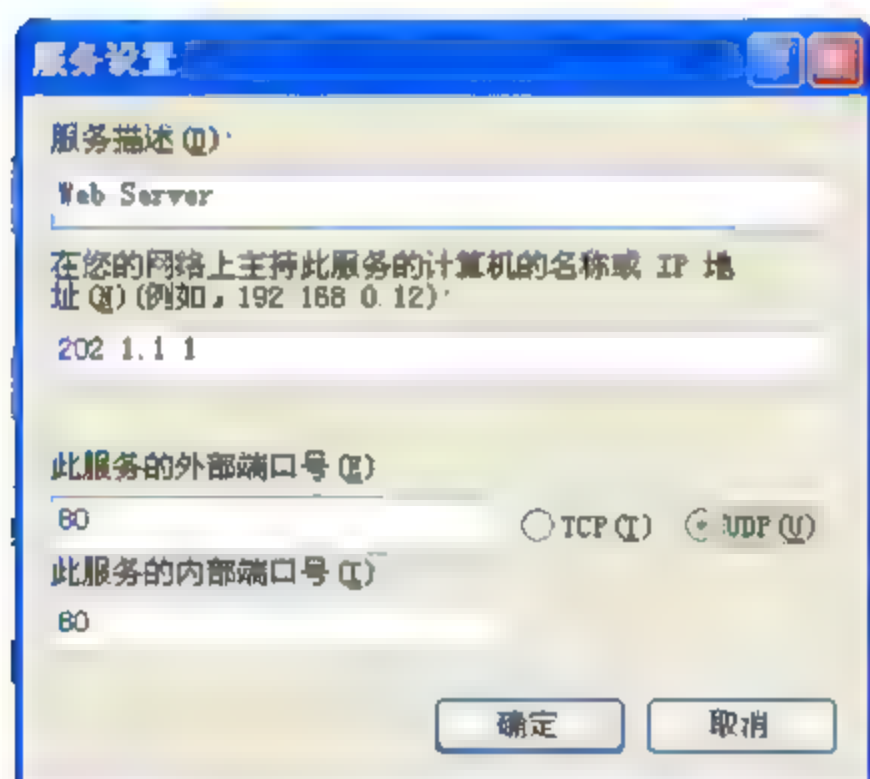 服务设置
服务描述(D):
Web Server
在您的网络上主持此服务的计算机的名称或 IP 地
址(N)(例如，192 168 0 12):
202 1.1 1
此服务的外部端口号(E)
80
TCP(T)
UDP(U)
此服务的内部端口号(I)
80
确定
取消